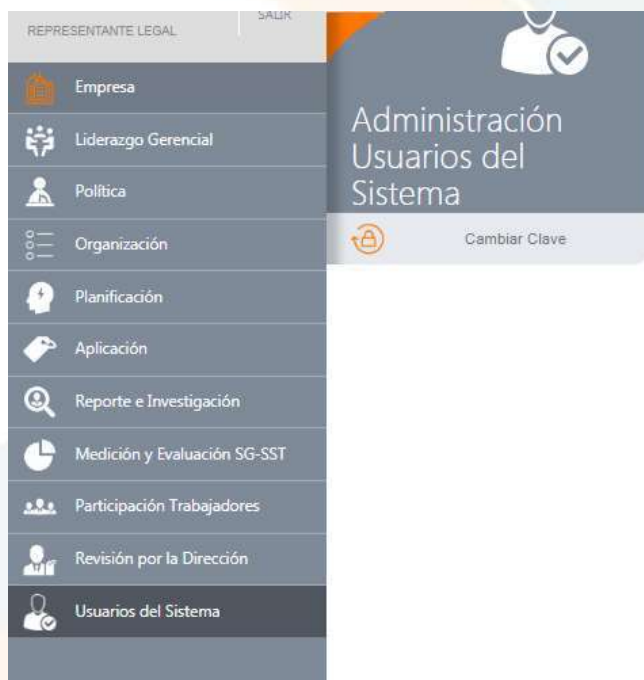 REPRESENTANTE LEGAL
SALIR
Empresa
Liderazgo Gerencial
Política
Organización
Planificación
Aplicación
Reporte e Investigación
Medición y Evaluación SG-SST
Participación Trabajadores
Revisión por la Dirección
Usuarios del Sistema
Administración
Usuarios del
Sistema
Cambiar Clave